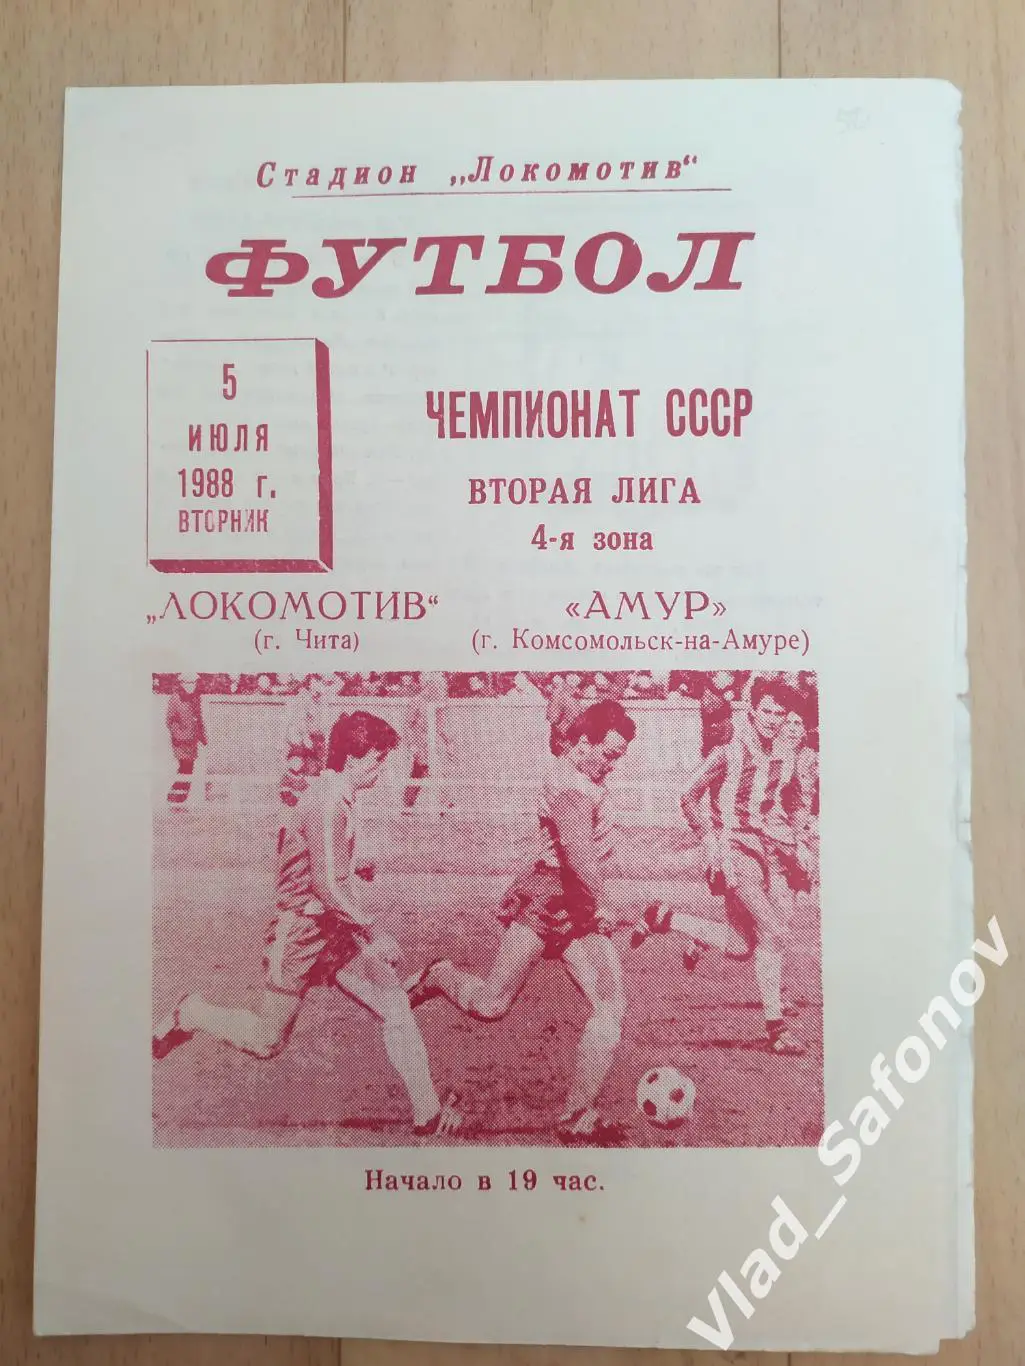 Стадион „Локомотив“
ФУТБОЛ
5
ИЮЛЯ
1988 г.
ВТОРНИК
ЧЕМПИОНАТ СССР
ВТОРАЯ ЛИГА
4-я зона
„ЛОКОМОТИВ“
(г. Чита)
«АМУР»
(г. Комсомольск-на-Амуре)
Начало в 19 час.
Vlad_Safonov